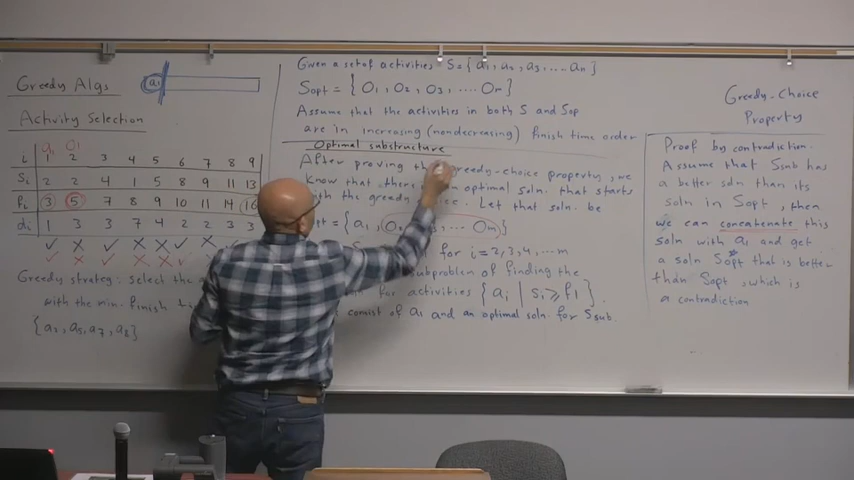 Greedy Algs
a1
Activity Selection
a1 O1
i 1 2 3 4 5 6 7 8 9
Si 2 2 4 1 5 8 9 11 13
fi 3 5 7 8 9 10 11 14 16
di 1 3 3 7 4 2 2 3 3
✓ ✓ ✓ X X ✓ X
✓ X ✓ X X
Greedy strateg: select the
with the min. finish
{a2, a5, a7, a8}
Given a set of activities S = {a1, a2, a3, .... an}
Sopt = {O1, O2, O3, .... Om}
Assume that the activities in both S and Sop
are in increasing (nondecreasing) finish time order
Optimal substructure
After proving the greedy-choice property, we
know that there an optimal soln. that starts
with the greedy choice. Let that soln. be
= {a1, O2, O3, ... Om}
for i = 2, 3, 4, ... m
subproblem of finding the
for activities {ai | si ⩾ f1}.
consist of a1 and an optimal soln. for Ssub.
Greedy-Choice
Property
Proof by contradiction.
Assume that Ssub has
a better soln than its
soln in Sopt, then
we can concatenate this
soln with a1 and get
a soln that is better
than Sopt, which is
a contradiction